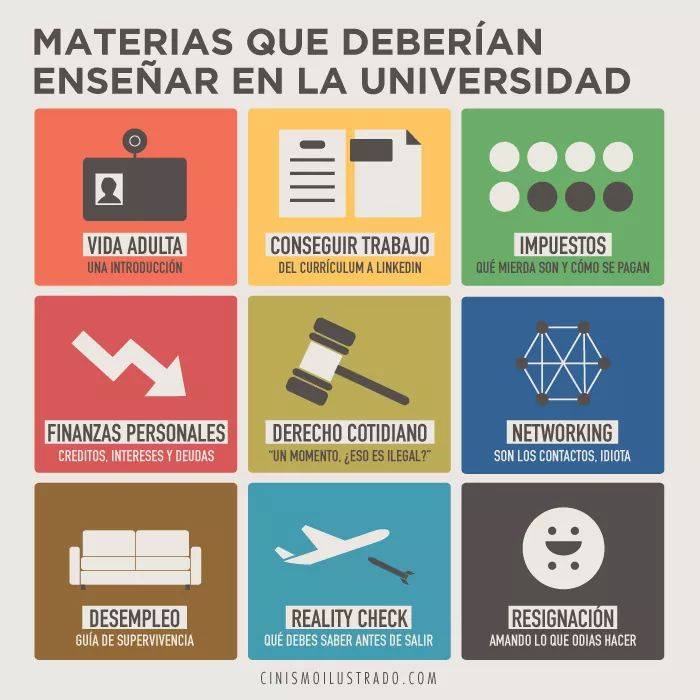 MATERIAS QUE DEBERÍAN
ENSEÑAR EN LA UNIVERSIDAD
VIDA ADULTA
UNA INTRODUCCIÓN
CONSEGUIR TRABAJO
DEL CURRÍCULUM A LINKEDIN
IMPUESTOS
QUÉ MIERDA SON Y CÓMO SE PAGAN
FINANZAS PERSONALES
CREDITOS, INTERESES Y DEUDAS
DERECHO COTIDIANO
“UN MOMENTO, ¿ESO ES ILEGAL?”
NETWORKING
SON LOS CONTACTOS, IDIOTA
DESEMPLEO
GUÍA DE SUPERVIVENCIA
REALITY CHECK
QUÉ DEBES SABER ANTES DE SALIR
RESIGNACIÓN
AMANDO LO QUE ODIAS HACER
CINISMOILUSTRADO.COM